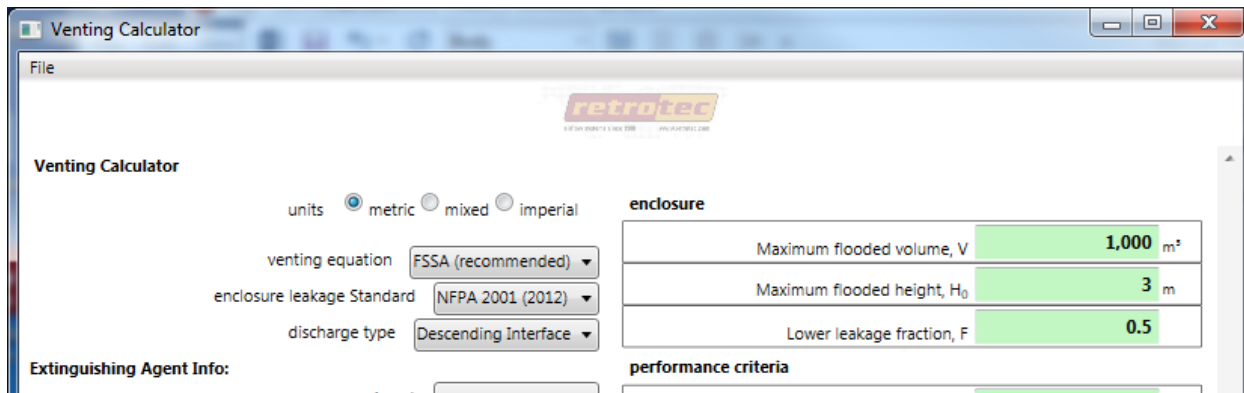 Venting Calculator
File
retrotec
Venting Calculator
units metric mixed imperial
venting equation FSSA (recommended)
enclosure leakage Standard NFPA 2001 (2012)
discharge type Descending Interface
Extinguishing Agent Info:
enclosure
Maximum flooded volume, V 1,000 m³
Maximum flooded height, H₀ 3 m
Lower leakage fraction, F 0.5
performance criteria